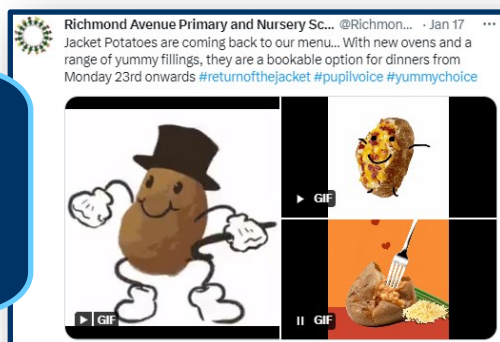 Richmond Avenue Primary and Nursery Sc... @Richmon... · Jan 17 ...
Jacket Potatoes are coming back to our menu... With new ovens and a
range of yummy fillings, they are a bookable option for dinners from
Monday 23rd onwards #returnofthejacket #pupilvoice #yummychoice
GIF
GIF
GIF